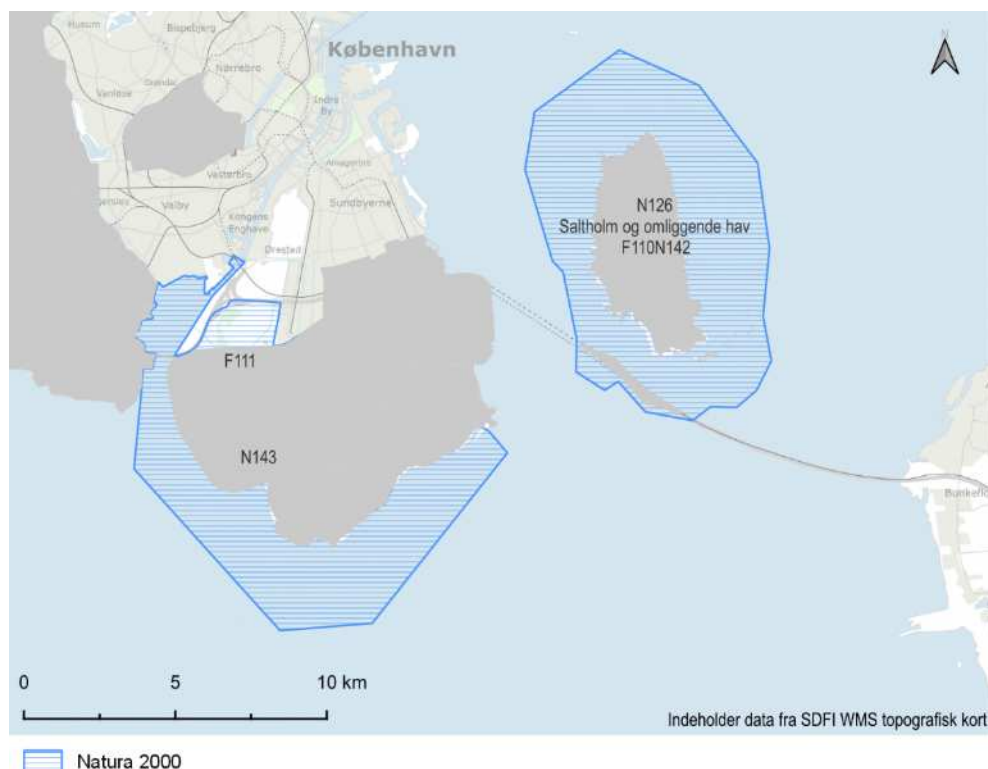 Husum
Bispebjerg
København
Nørrebro
Vanløse
Indre
By
Amagerbro
Vesterbro
Valby
Sundbyerne
Kongens
Enghave
Ørestad
N126
Saltholm og omliggende hav
F110N142
F111
N143
Bunkeflo
0 5 10 km
Indeholder data fra SDFI WMS topografisk kort
Natura 2000